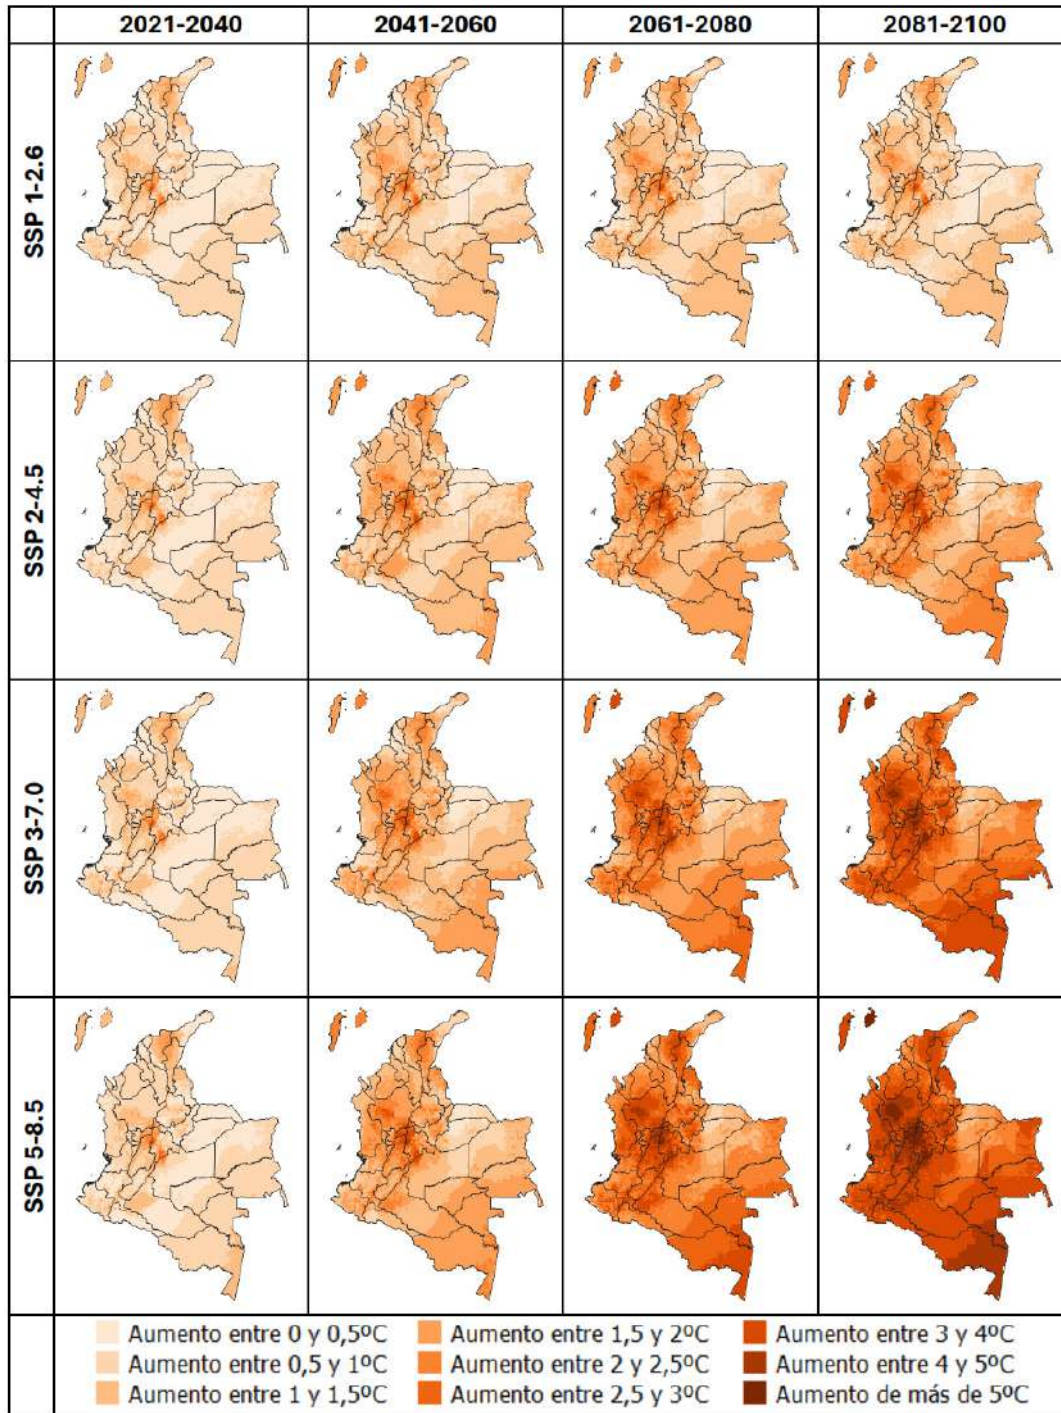 2021-2040 2041-2060 2061-2080 2081-2100
SSP 1-2.6
SSP 2-4.5
SSP 3-7.0
SSP 5-8.5
Aumento entre 0 y 0,5ºC Aumento entre 1,5 y 2ºC Aumento entre 3 y 4ºC
Aumento entre 0,5 y 1ºC Aumento entre 2 y 2,5ºC Aumento entre 4 y 5ºC
Aumento entre 1 y 1,5ºC Aumento entre 2,5 y 3ºC Aumento de más de 5ºC